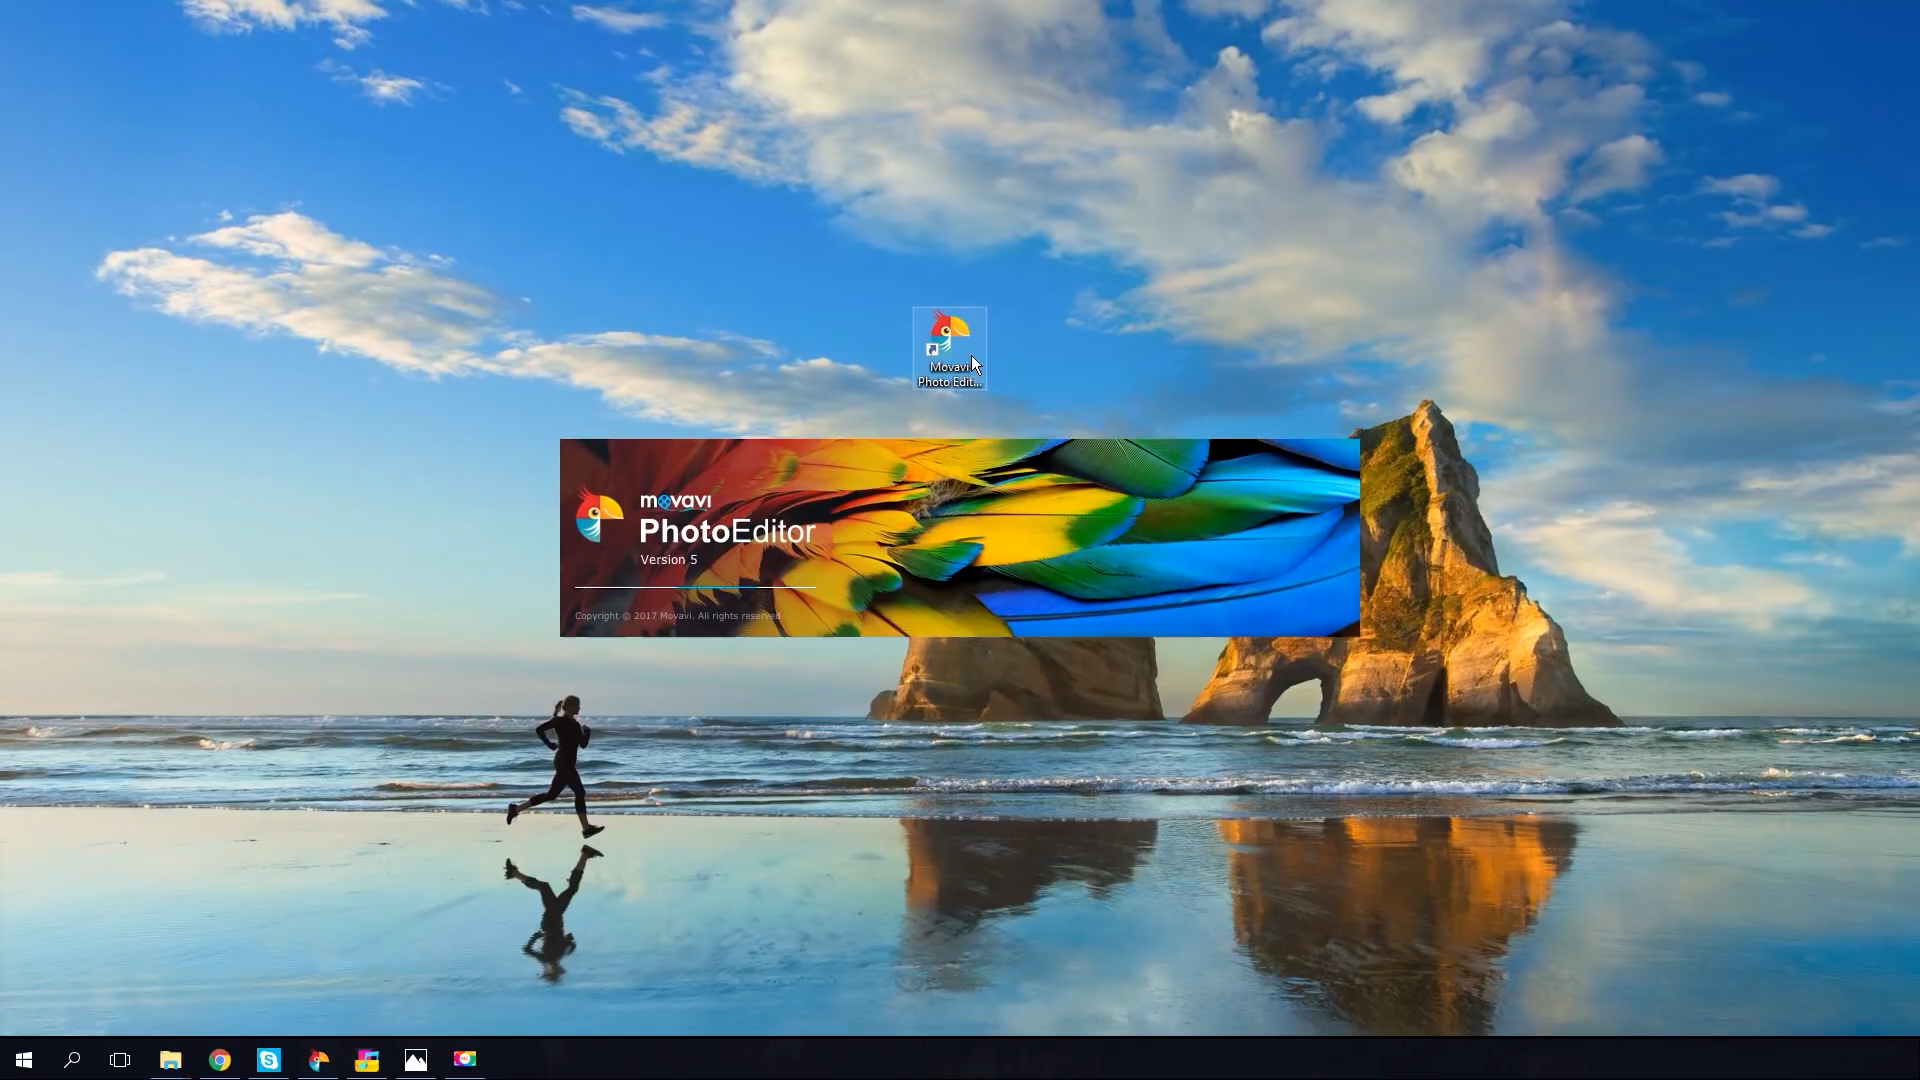 Movavi
Photo Edit...
movavi
PhotoEditor
Version 5
Copyright © 2017 Movavi. All rights reserved.